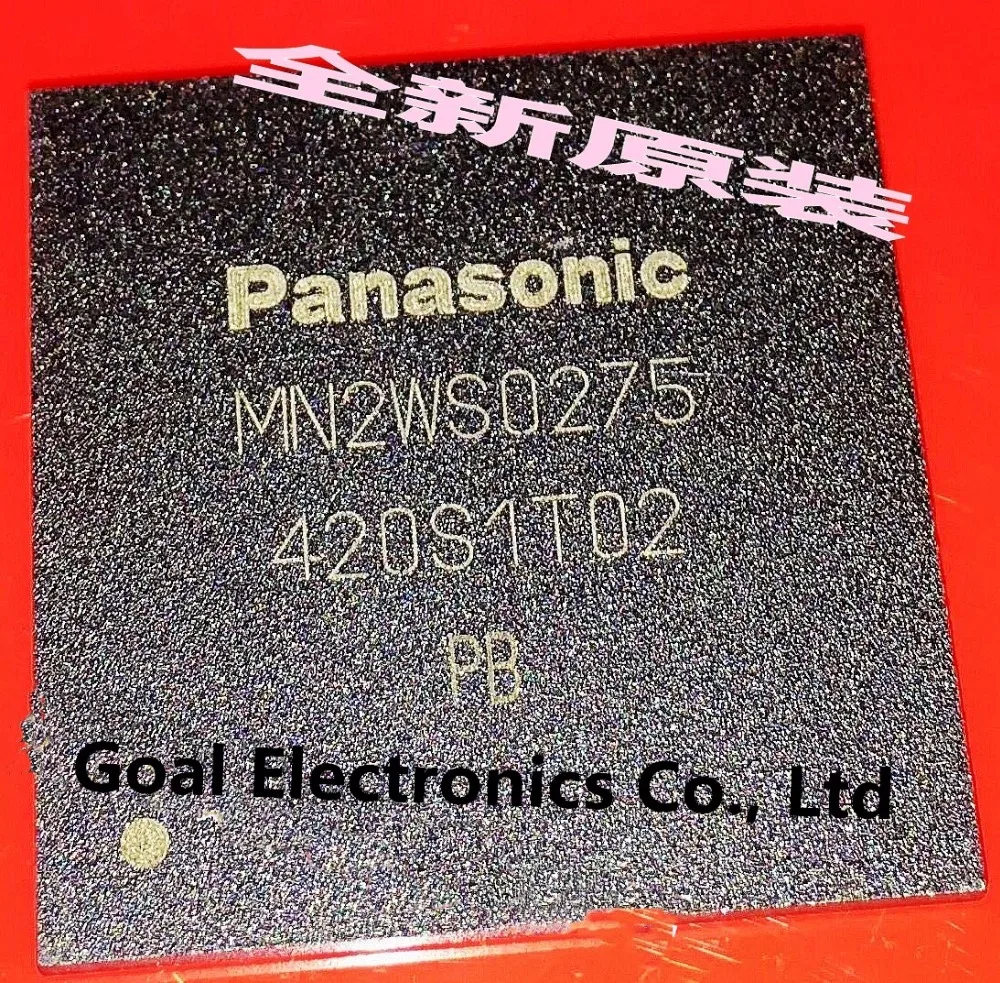 全新原装
Panasonic
MN2WS0275
420S1T02
PB
Goal Electronics Co., Ltd